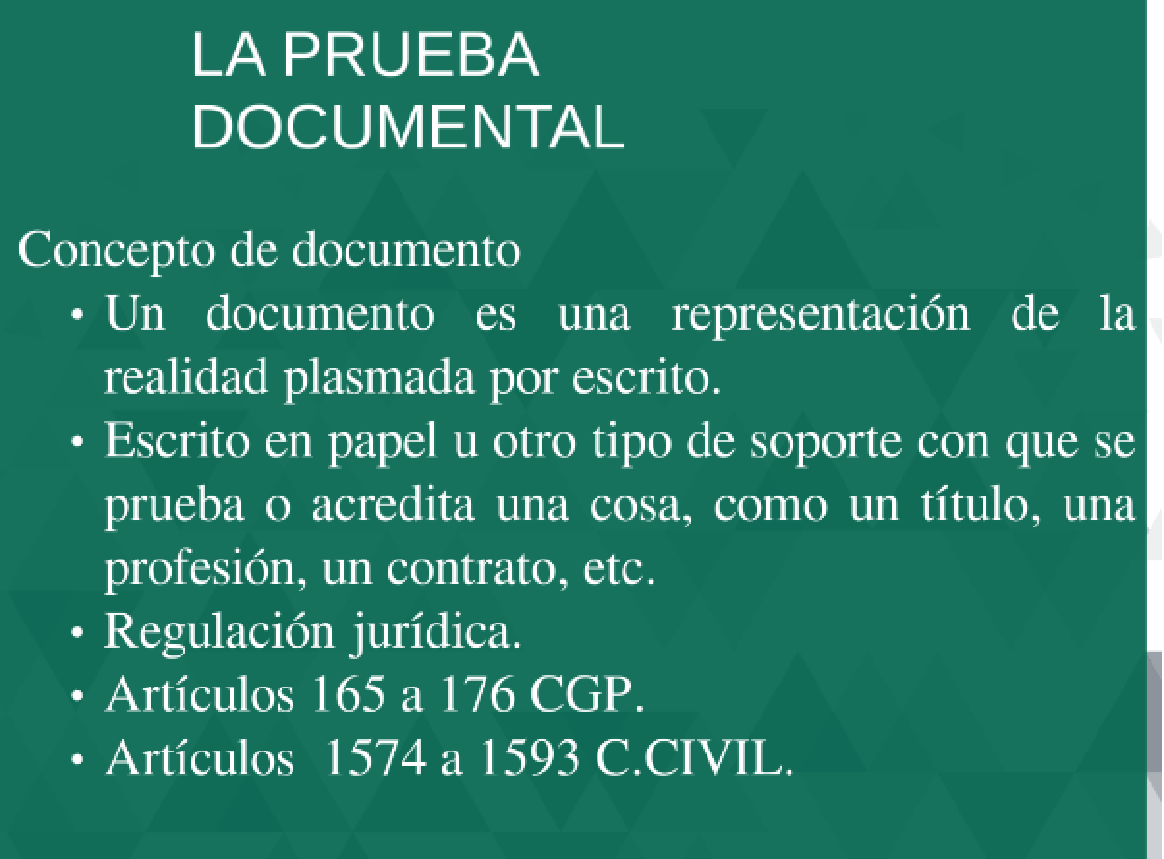 LA PRUEBA
DOCUMENTAL
Concepto de documento
• Un documento es una representación de la
realidad plasmada por escrito.
• Escrito en papel u otro tipo de soporte con que se
prueba o acredita una cosa, como un título, una
profesión, un contrato, etc.
• Regulación jurídica.
• Artículos 165 a 176 CGP.
• Artículos 1574 a 1593 C.CIVIL.